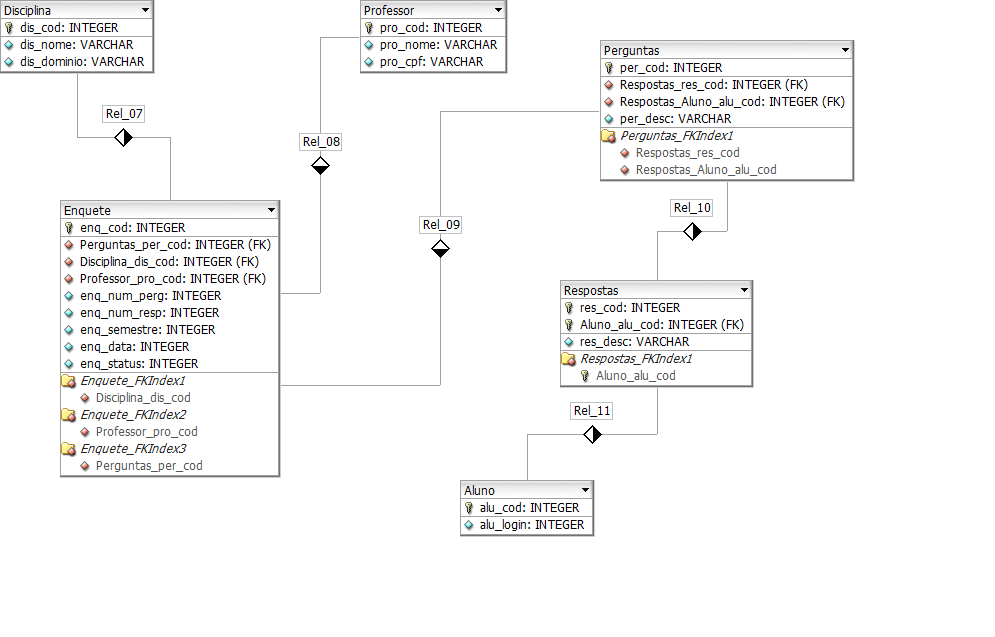 Disciplina
dis_cod: INTEGER
dis_nome: VARCHAR
dis_dominio: VARCHAR
Professor
pro_cod: INTEGER
pro_nome: VARCHAR
pro_cpf: VARCHAR
Perguntas
per_cod: INTEGER
Respostas_res_cod: INTEGER (FK)
Respostas_Aluno_alu_cod: INTEGER (FK)
per_desc: VARCHAR
Perguntas_FKIndex1
Respostas_res_cod
Respostas_Aluno_alu_cod
Rel_07
Rel_08
Rel_09
Rel_10
Enquete
enq_cod: INTEGER
Perguntas_per_cod: INTEGER (FK)
Disciplina_dis_cod: INTEGER (FK)
Professor_pro_cod: INTEGER (FK)
enq_num_perg: INTEGER
enq_num_resp: INTEGER
enq_semestre: INTEGER
enq_data: INTEGER
enq_status: INTEGER
Enquete_FKIndex1
Disciplina_dis_cod
Enquete_FKIndex2
Professor_pro_cod
Enquete_FKIndex3
Perguntas_per_cod
Respostas
res_cod: INTEGER
Aluno_alu_cod: INTEGER (FK)
res_desc: VARCHAR
Respostas_FKIndex1
Aluno_alu_cod
Rel_11
Aluno
alu_cod: INTEGER
alu_login: INTEGER